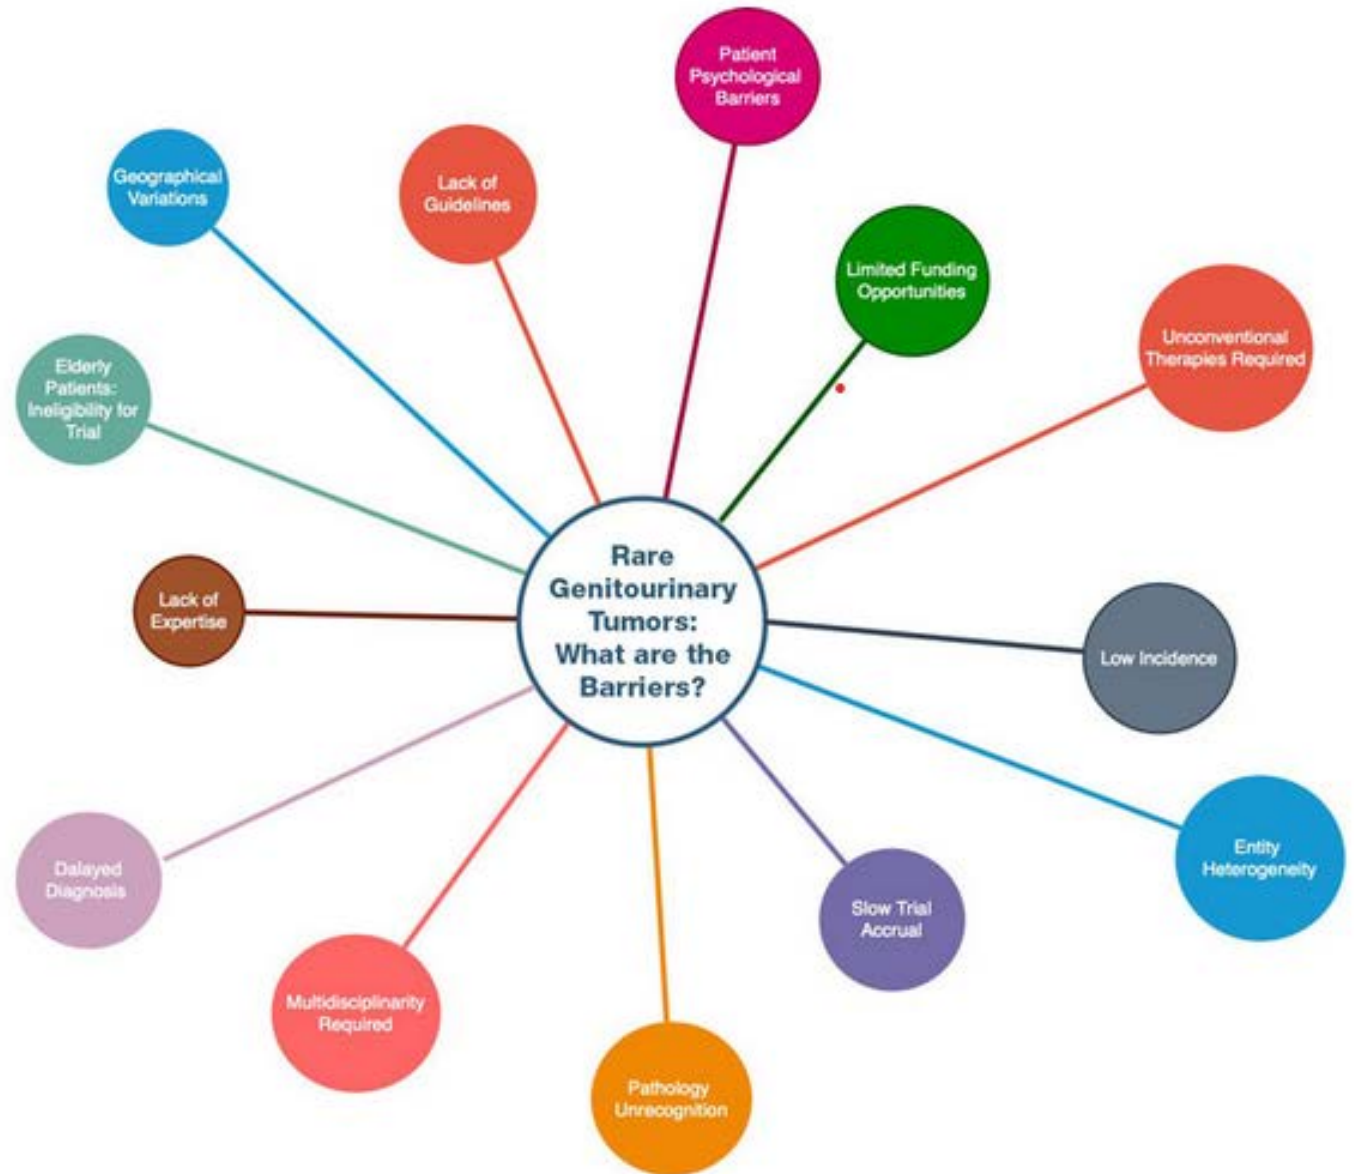 Patient
Psychological
Barriers
Geographical
Variations
Lack of
Guidelines
Limited Funding
Opportunities
Unconventional
Therapies Required
Elderly
Patients:
Ineligibility for
Trial
Rare
Genitourinary
Tumors:
What are the
Barriers?
Lack of
Expertise
Low Incidence
Dalayed
Diagnosis
Entity
Heterogeneity
Slow Trial
Accrual
Multidisciplinarity
Required
Pathology
Unrecognition